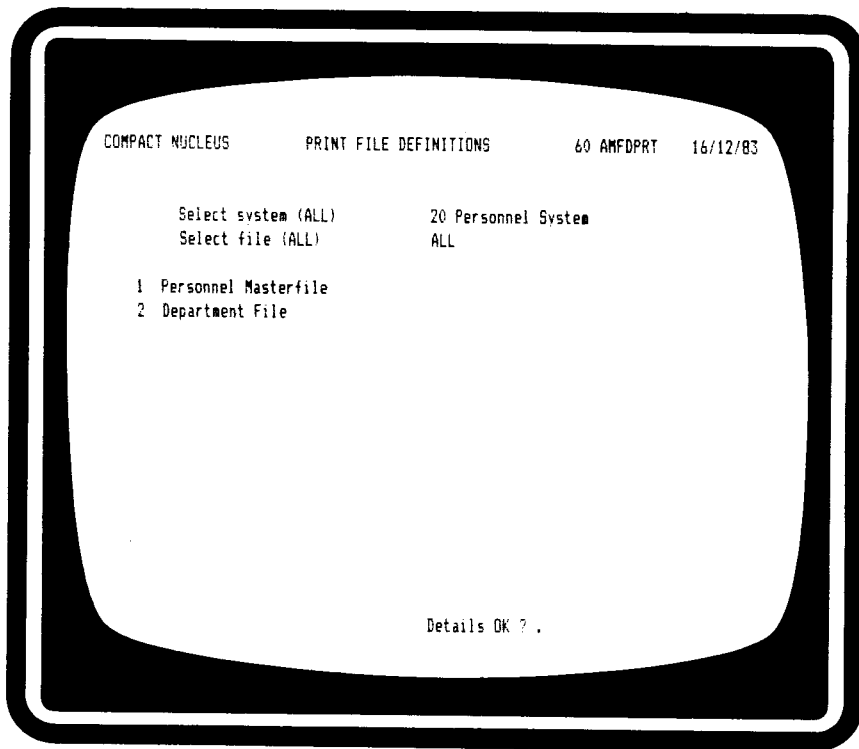 COMPACT NUCLEUS PRINT FILE DEFINITIONS 60 AMFDPRT 16/12/83
Select system (ALL) 20 Personnel System
Select file (ALL) ALL
1 Personnel Masterfile
2 Department File
Details OK ? .